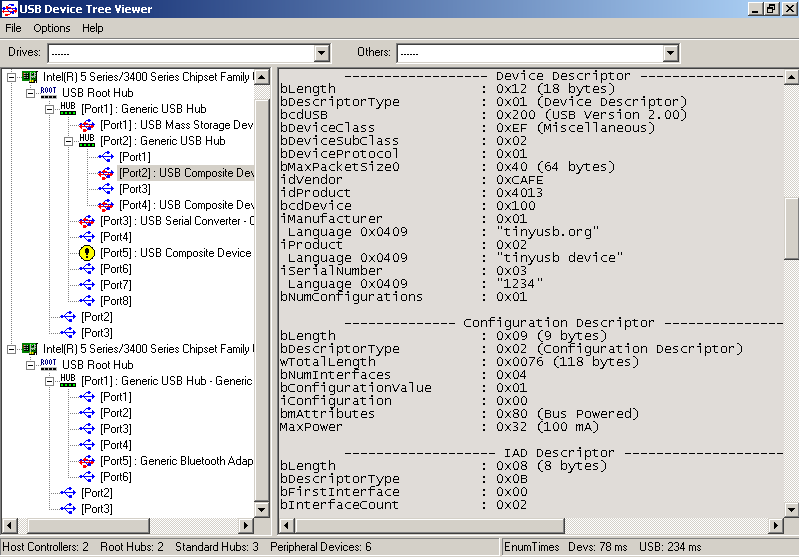 USB Device Tree Viewer
File Options Help
Drives: ------ Others: ------
Intel(R) 5 Series/3400 Series Chipset Family
ROOT USB Root Hub
HUB [Port1] : Generic USB Hub
[Port1] : USB Mass Storage Dev
HUB [Port2] : Generic USB Hub
[Port1]
[Port2] : USB Composite Dev
[Port3]
[Port4] : USB Composite Dev
[Port3] : USB Serial Converter - C
[Port4]
[Port5] : USB Composite Device
[Port6]
[Port7]
[Port8]
[Port2]
[Port3]
Intel(R) 5 Series/3400 Series Chipset Family
ROOT USB Root Hub
HUB [Port1] : Generic USB Hub - Generic
[Port1]
[Port2]
[Port3]
[Port4]
[Port5] : Generic Bluetooth Adap
[Port6]
[Port2]
[Port3]
--------------------- Device Descriptor ----------------------
bLength : 0x12 (18 bytes)
bDescriptorType : 0x01 (Device Descriptor)
bcdUSB : 0x200 (USB Version 2.00)
bDeviceClass : 0xEF (Miscellaneous)
bDeviceSubClass : 0x02
bDeviceProtocol : 0x01
bMaxPacketSize0 : 0x40 (64 bytes)
idVendor : 0xCAFE
idProduct : 0x4013
bcdDevice : 0x100
iManufacturer : 0x01
Language 0x0409 : "tinyusb.org"
iProduct : 0x02
Language 0x0409 : "tinyusb device"
iSerialNumber : 0x03
Language 0x0409 : "1234"
bNumConfigurations : 0x01
---------------- Configuration Descriptor ------------------
bLength : 0x09 (9 bytes)
bDescriptorType : 0x02 (Configuration Descriptor)
wTotalLength : 0x0076 (118 bytes)
bNumInterfaces : 0x04
bConfigurationValue : 0x01
iConfiguration : 0x00
bmAttributes : 0x80 (Bus Powered)
MaxPower : 0x32 (100 mA)
---------------------- IAD Descriptor ------------------------
bLength : 0x08 (8 bytes)
bDescriptorType : 0x0B
bFirstInterface : 0x00
bInterfaceCount : 0x02
Host Controllers: 2 Root Hubs: 2 Standard Hubs: 3 Peripheral Devices: 6 EnumTimes Devs: 78 ms USB: 234 ms